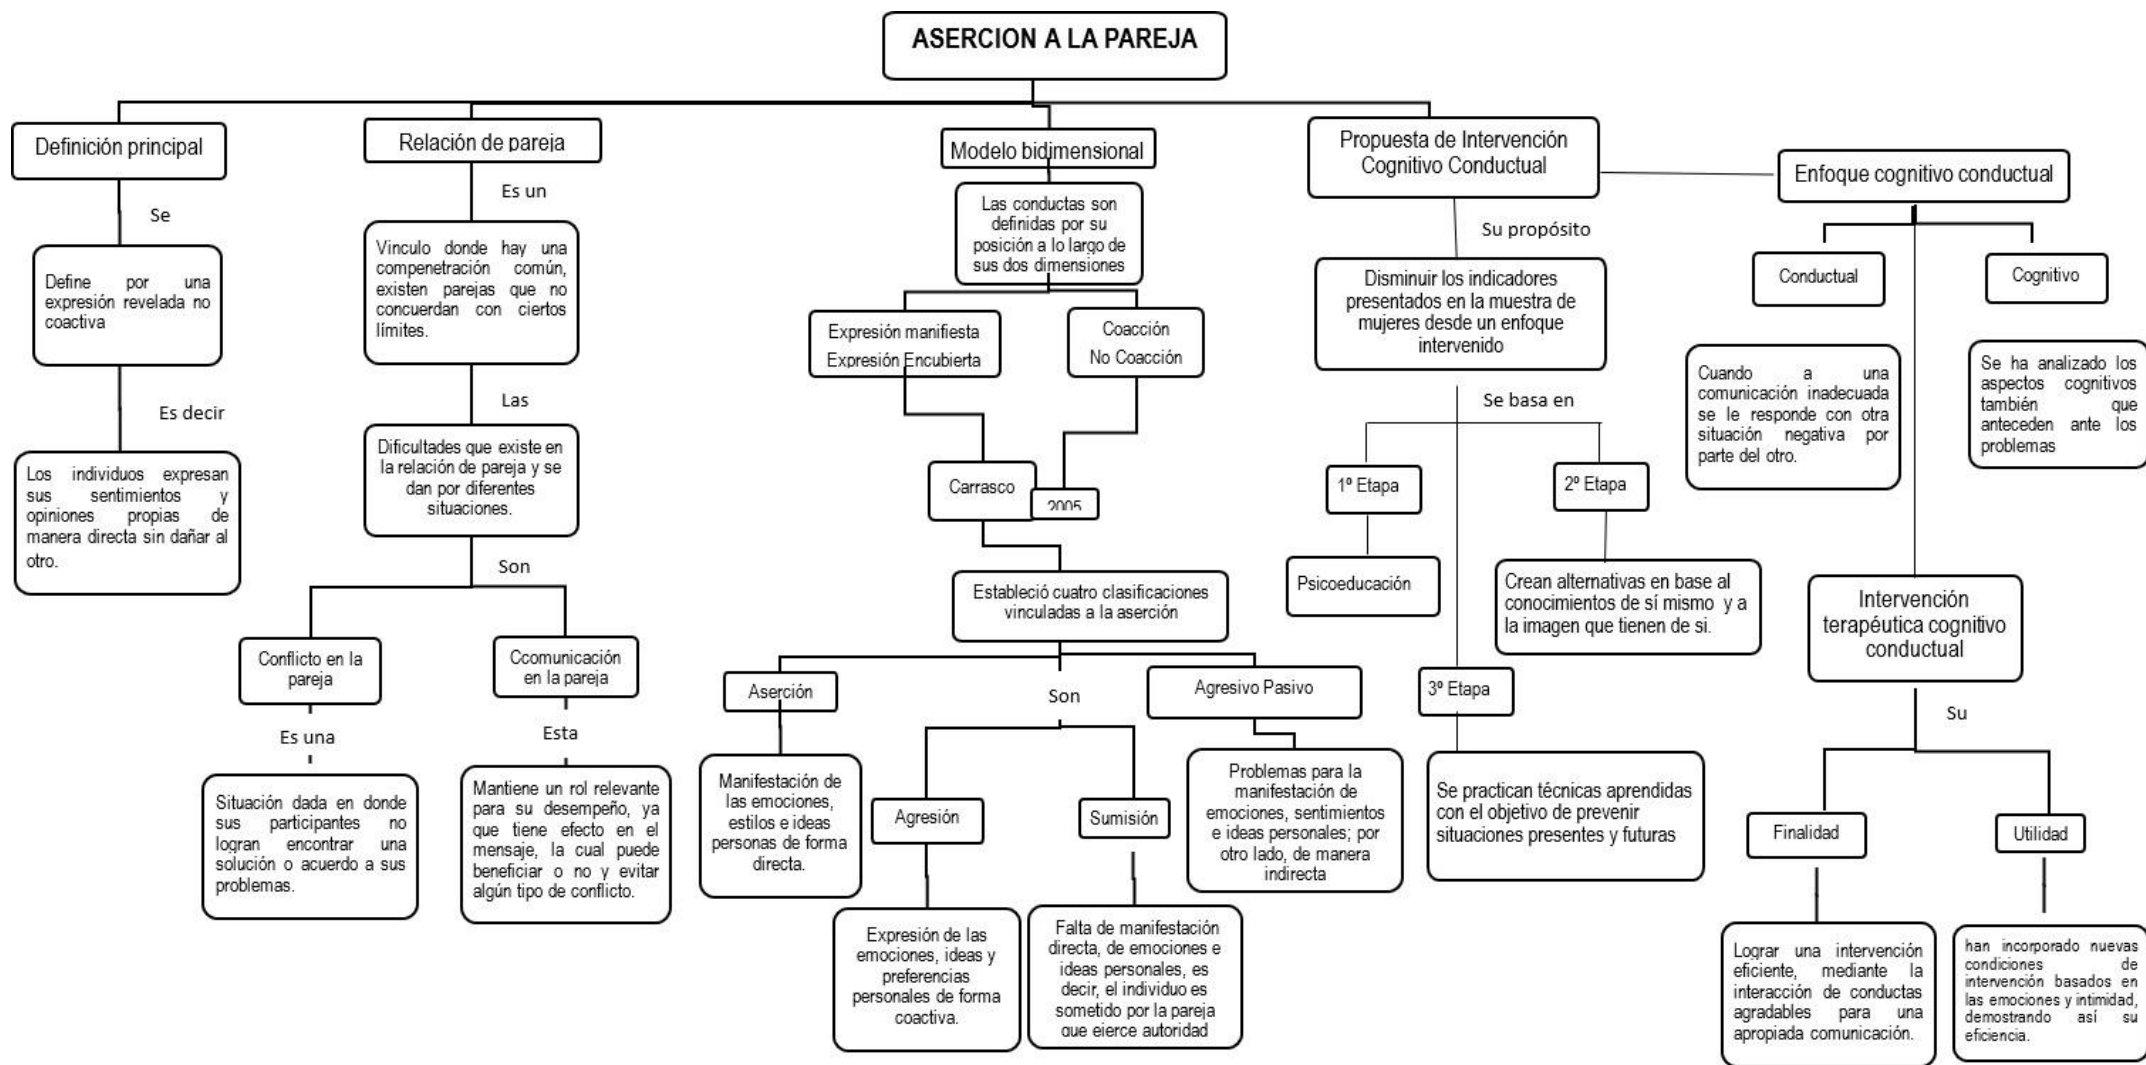 ASERCION A LA PAREJA
Definición principal
Se
Define por una
expresión revelada no
coactiva
Es decir
Los individuos expresan
sus sentimientos y
opiniones propias de
manera directa sin dañar al
otro.
Relación de pareja
Es un
Vinculo donde hay una
compenetración común,
existen parejas que no
concuerdan con ciertos
límites.
Las
Dificultades que existe en
la relación de pareja y se
dan por diferentes
situaciones.
Son
Conflicto en la
pareja
Es una
Situación dada en donde
sus participantes no
logran encontrar una
solución o acuerdo a sus
problemas.
Ccomunicación
en la pareja
Esta
Mantiene un rol relevante
para su desempeño, ya
que tiene efecto en el
mensaje, la cual puede
beneficiar o no y evitar
algún tipo de conflicto.
Modelo bidimensional
Las conductas son
definidas por su
posición a lo largo de
sus dos dimensiones
Expresión manifiesta
Expresión Encubierta
Coacción
No Coacción
Carrasco
2005
Estableció cuatro clasificaciones
vinculadas a la aserción
Son
Aserción
Manifestación de
las emociones,
estilos e ideas
personas de forma
directa.
Agresión
Expresión de las
emociones, ideas y
preferencias
personales de forma
coactiva.
Sumisión
Falta de manifestación
directa, de emociones e
ideas personales, es
decir, el individuo es
sometido por la pareja
que ejerce autoridad
Agresivo Pasivo
Problemas para la
manifestación de
emociones, sentimientos
e ideas personales; por
otro lado, de manera
indirecta
Propuesta de Intervención
Cognitivo Conductual
Su propósito
Disminuir los indicadores
presentados en la muestra de
mujeres desde un enfoque
intervenido
Se basa en
1º Etapa
Psicoeducación
2º Etapa
Crean alternativas en base al
conocimientos de sí mismo y a
la imagen que tienen de si.
3º Etapa
Se practican técnicas aprendidas
con el objetivo de prevenir
situaciones presentes y futuras
Enfoque cognitivo conductual
Conductual
Cuando a una
comunicación inadecuada
se le responde con otra
situación negativa por
parte del otro.
Cognitivo
Se ha analizado los
aspectos cognitivos
también que
anteceden ante los
problemas
Intervención
terapéutica cognitivo
conductual
Su
Finalidad
Lograr una intervención
eficiente, mediante la
interacción de conductas
agradables para una
apropiada comunicación.
Utilidad
han incorporado nuevas
condiciones de
intervención basados en
las emociones y intimidad,
demostrando así su
eficiencia.